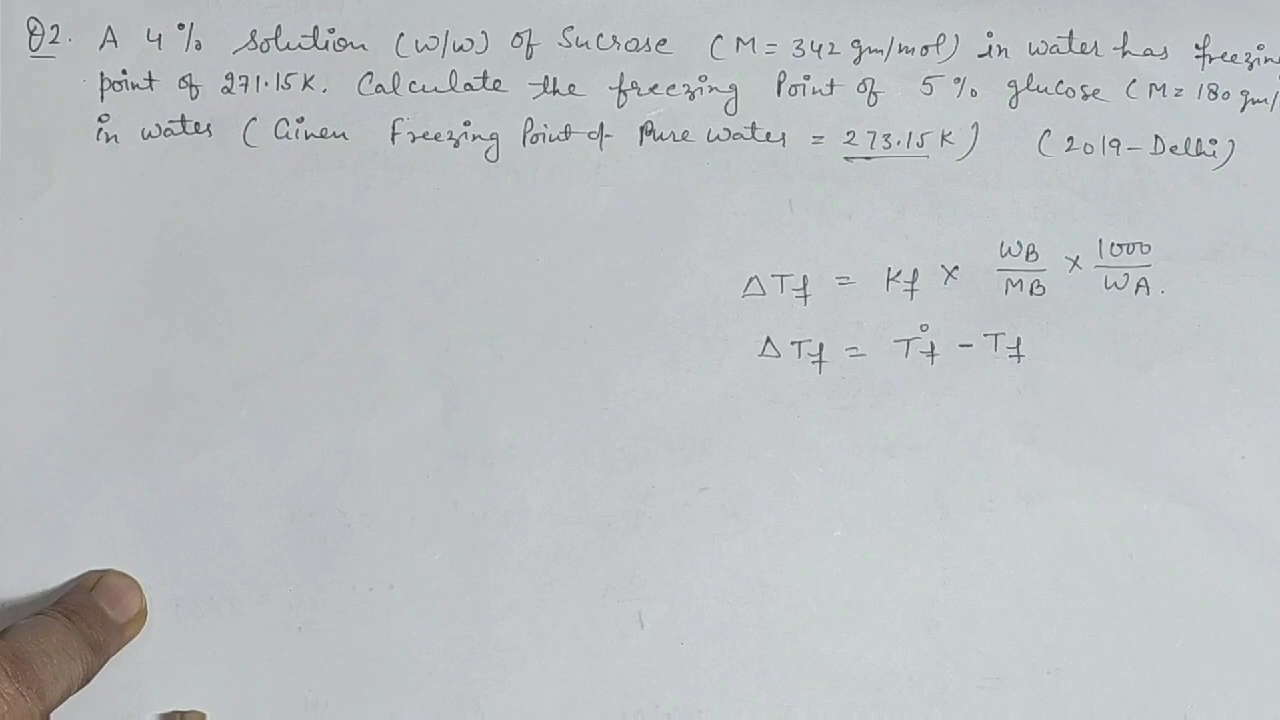 Q2. A 4% solution (w/w) of Sucrose (M = 342 gm/mol) in water has freezin
point of 271.15K. Calculate the freezing Point of 5% glucose (M= 180 gm/
in water (Given Freezing Point of Pure water = 273.15K) (2019-Delhi)
ΔTf = Kf × WB/MB × 1000/WA.
ΔTf = T°f - Tf